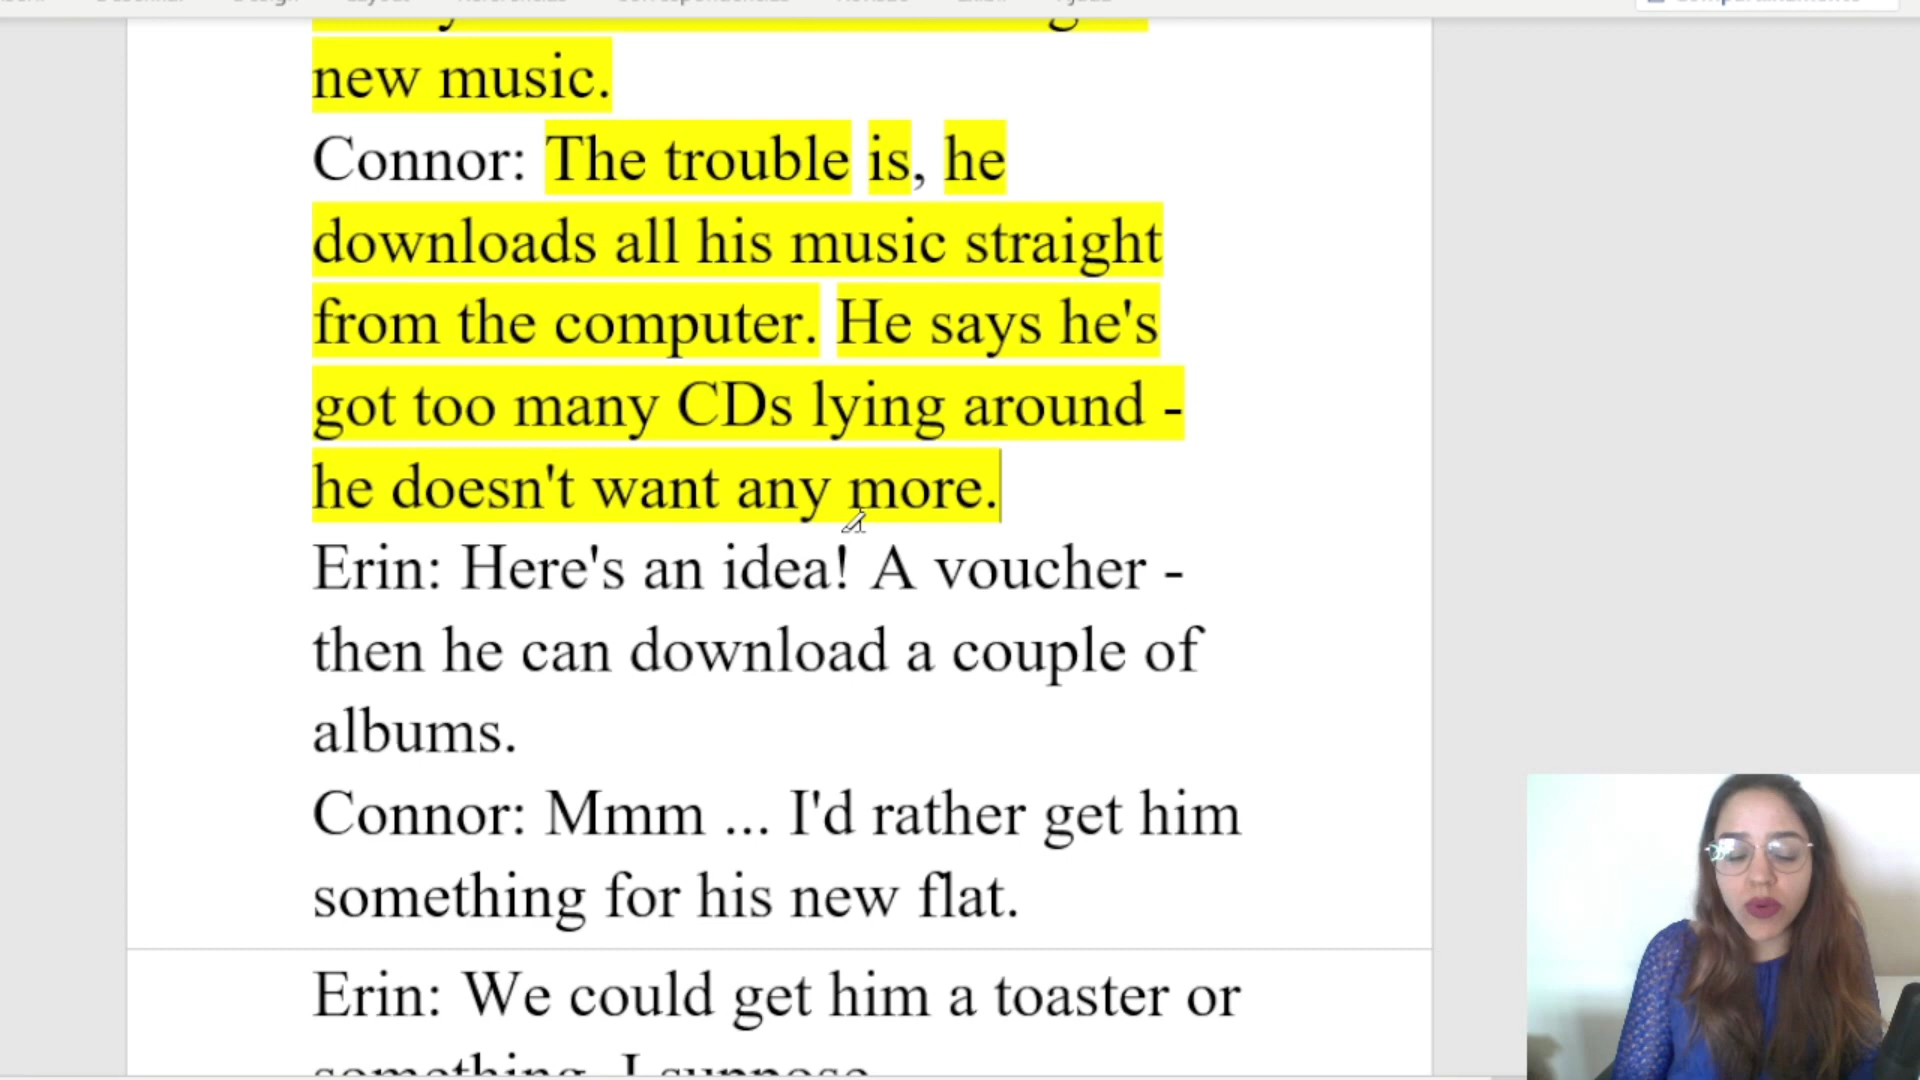 new music.
Connor: The trouble is, he
downloads all his music straight
from the computer. He says he's
got too many CDs lying around -
he doesn't want any more.
Erin: Here's an idea! A voucher -
then he can download a couple of
albums.
Connor: Mmm ... I'd rather get him
something for his new flat.
Erin: We could get him a toaster or
something, I suppose.